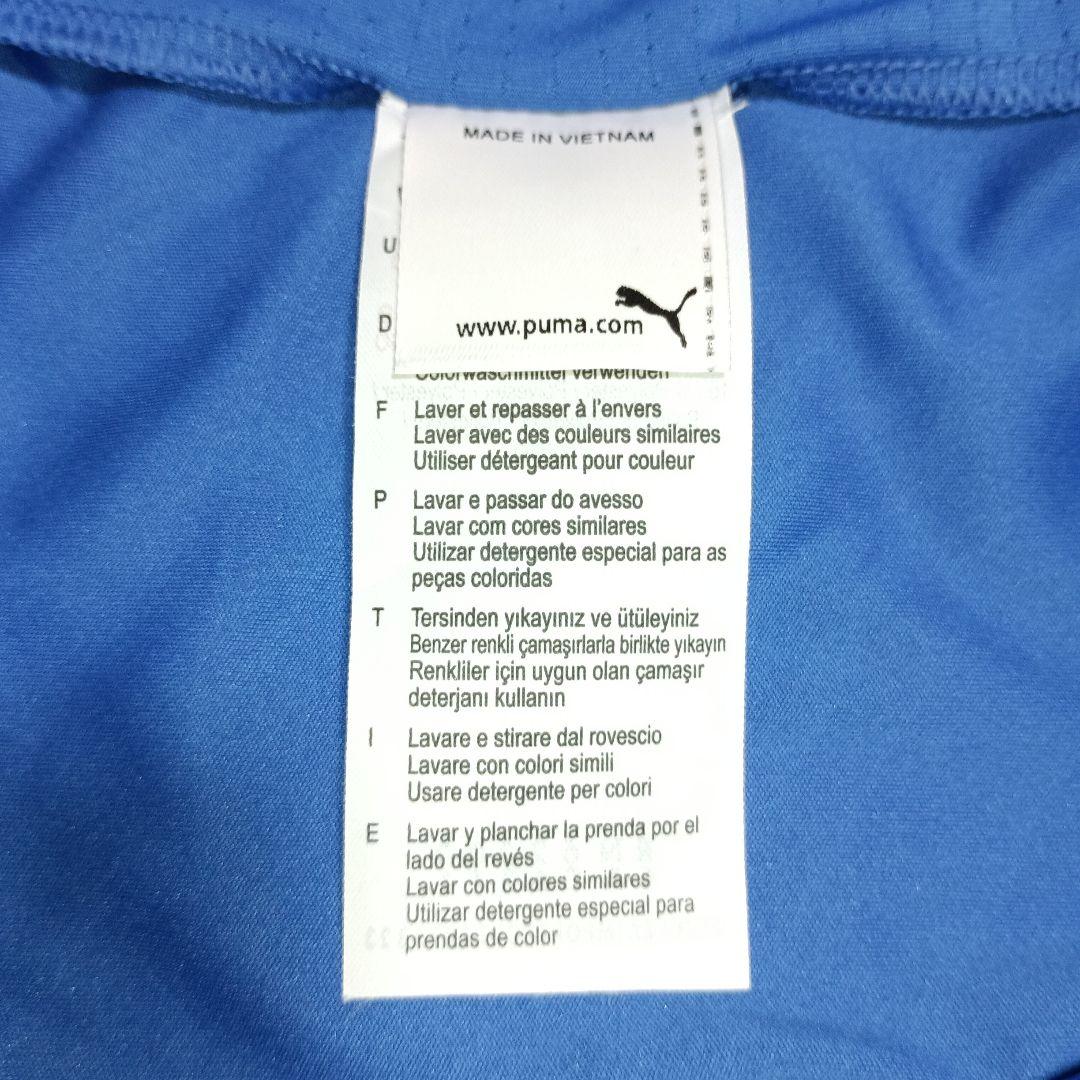 MADE IN VIETNAM
U
D
www.puma.com
Colorwaschmittel verwenden
F Laver et repasser à l'envers
Laver avec des couleurs similaires
Utiliser détergeant pour couleur
P Lavar e passar do avesso
Lavar com cores similares
Utilizar detergente especial para as
peças coloridas
T Tersinden yıkayınız ve ütüleyiniz
Benzer renkli çamaşırlarla birlikte yıkayın
Renkliler için uygun olan çamaşır
deterjanı kullanın
I Lavare e stirare dal rovescio
Lavare con colori simili
Usare detergente per colori
E Lavar y planchar la prenda por el
lado del revés
Lavar con colores similares
Utilizar detergente especial para
prendas de color